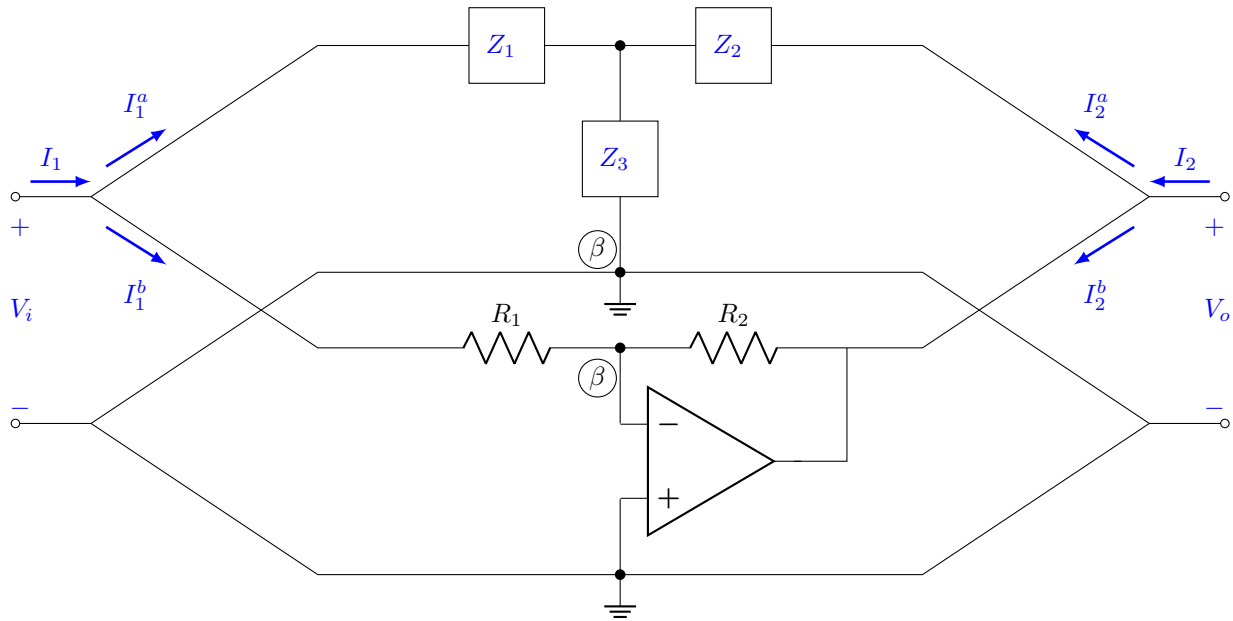 Z₁
Z₂
I₁ᵃ
I₂ᵃ
I₁
Z₃
I₂
+
+
β
I₁ᵇ
I₂ᵇ
Vᵢ
R₁
R₂
Vₒ
β
−
−
−
+